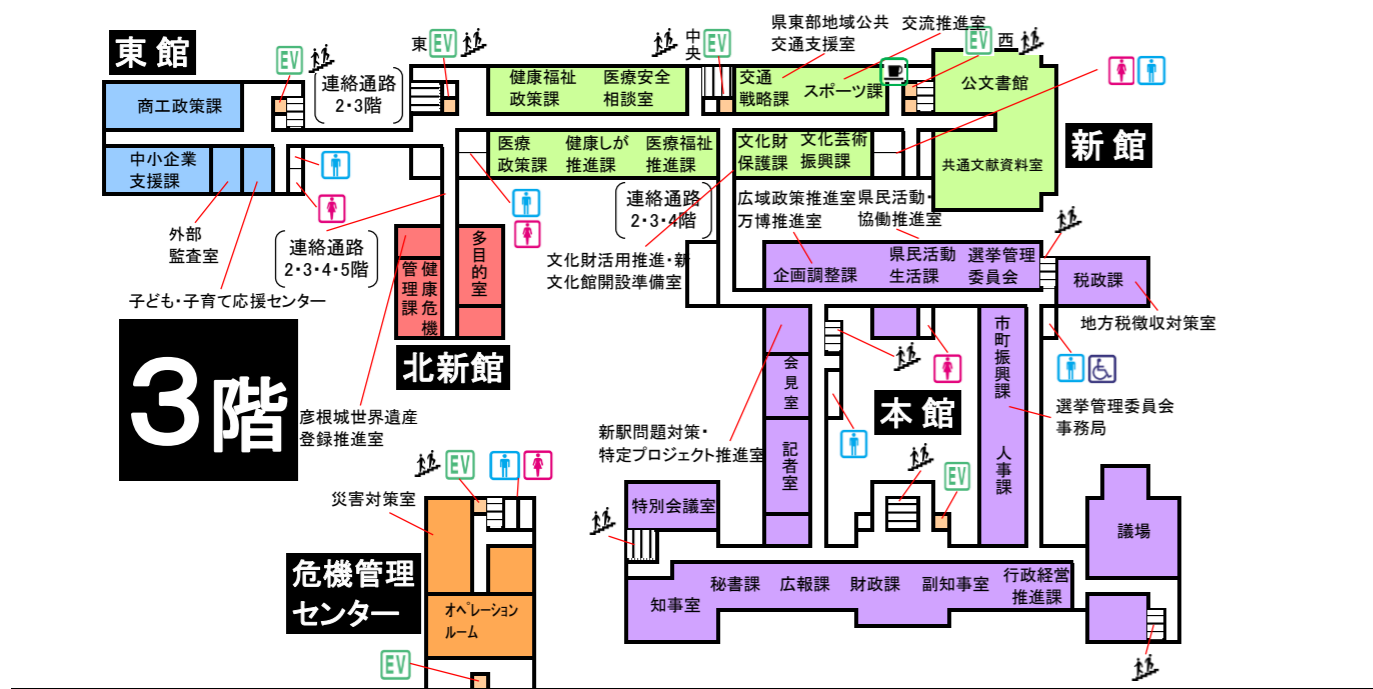 東館
EV
連絡通路
2・3階
東
EV
中央
EV
県東部地域公共
交通支援室
交流推進室
EV
西
商工政策課
健康福祉
政策課
医療安全
相談室
交通
戦略課
スポーツ課
公文書館
新館
中小企業
支援課
医療
政策課
健康しが
推進課
医療福祉
推進課
文化財
保護課
文化芸術
振興課
共通文献資料室
外部
監査室
子ども・子育て応援センター
連絡通路
2・3・4・5階
連絡通路
2・3・4階
文化財活用推進・新
文化館開設準備室
広域政策推進室
万博推進室
県民活動・
協働推進室
企画調整課
県民活動
生活課
選挙管理
委員会
税政課
地方税徴収対策室
健康危機
管理課
多目的室
北新館
3階
彦根城世界遺産
登録推進室
会見室
記者室
新駅問題対策・
特定プロジェクト推進室
本館
市町振興課
人事課
選挙管理委員会
事務局
EV
特別会議室
知事室
秘書課
広報課
財政課
副知事室
行政経営
推進課
議場
EV
災害対策室
危機管理
センター
オペレーション
ルーム
EV